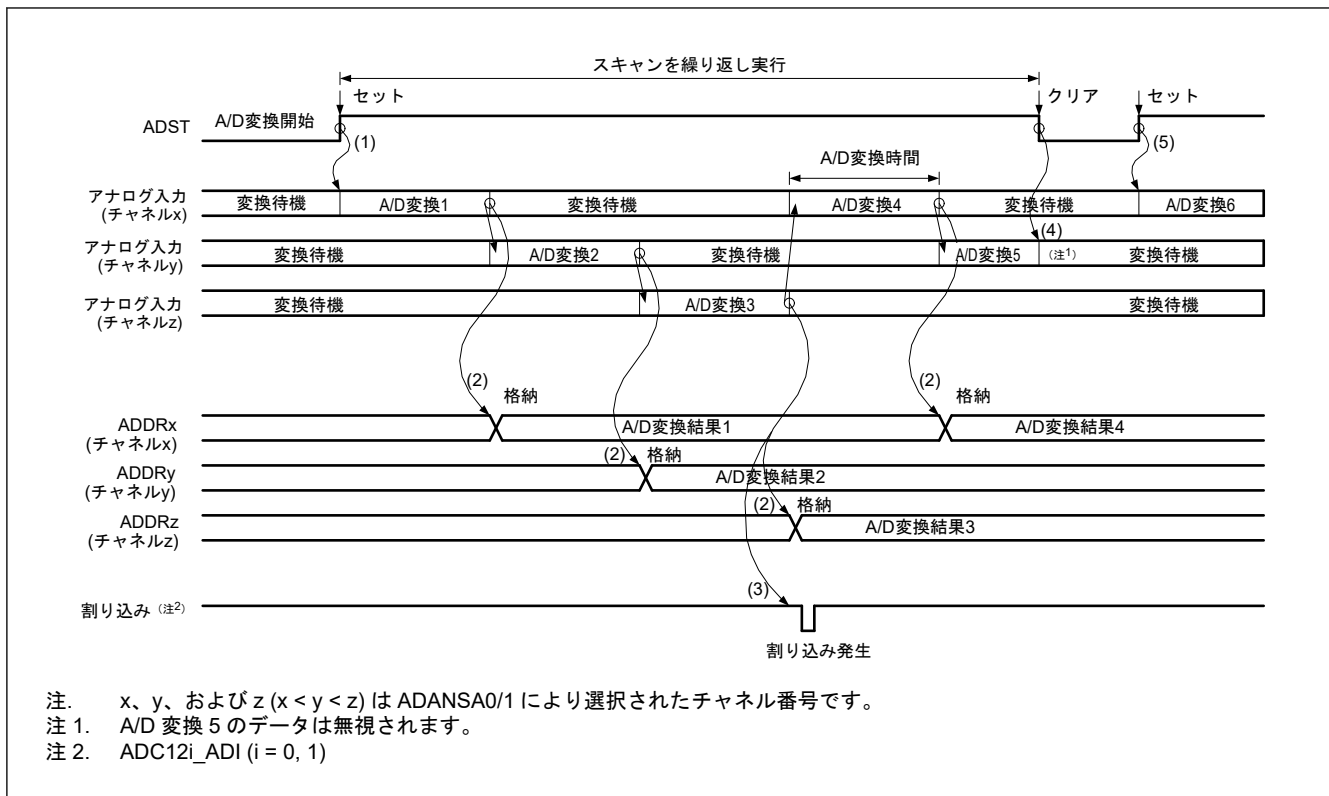 スキャンを繰り返し実行
セット
クリア
セット
ADST
A/D変換開始
(1)
(5)
A/D変換時間
アナログ入力
(チャネルx)
変換待機
A/D変換1
変換待機
A/D変換4
変換待機
A/D変換6
アナログ入力
(チャネルy)
変換待機
A/D変換2
変換待機
A/D変換5
(4)
(注1)
変換待機
アナログ入力
(チャネルz)
変換待機
A/D変換3
変換待機
(2)
格納
(2)
格納
ADDRx
(チャネルx)
A/D変換結果1
A/D変換結果4
(2)
格納
ADDRy
(チャネルy)
A/D変換結果2
(2)
格納
ADDRz
(チャネルz)
A/D変換結果3
(3)
割り込み (注2)
割り込み発生
注. x、y、および z (x < y < z) は ADANSA0/1 により選択されたチャネル番号です。
注 1. A/D 変換 5 のデータは無視されます。
注 2. ADC12i_ADI (i = 0, 1)